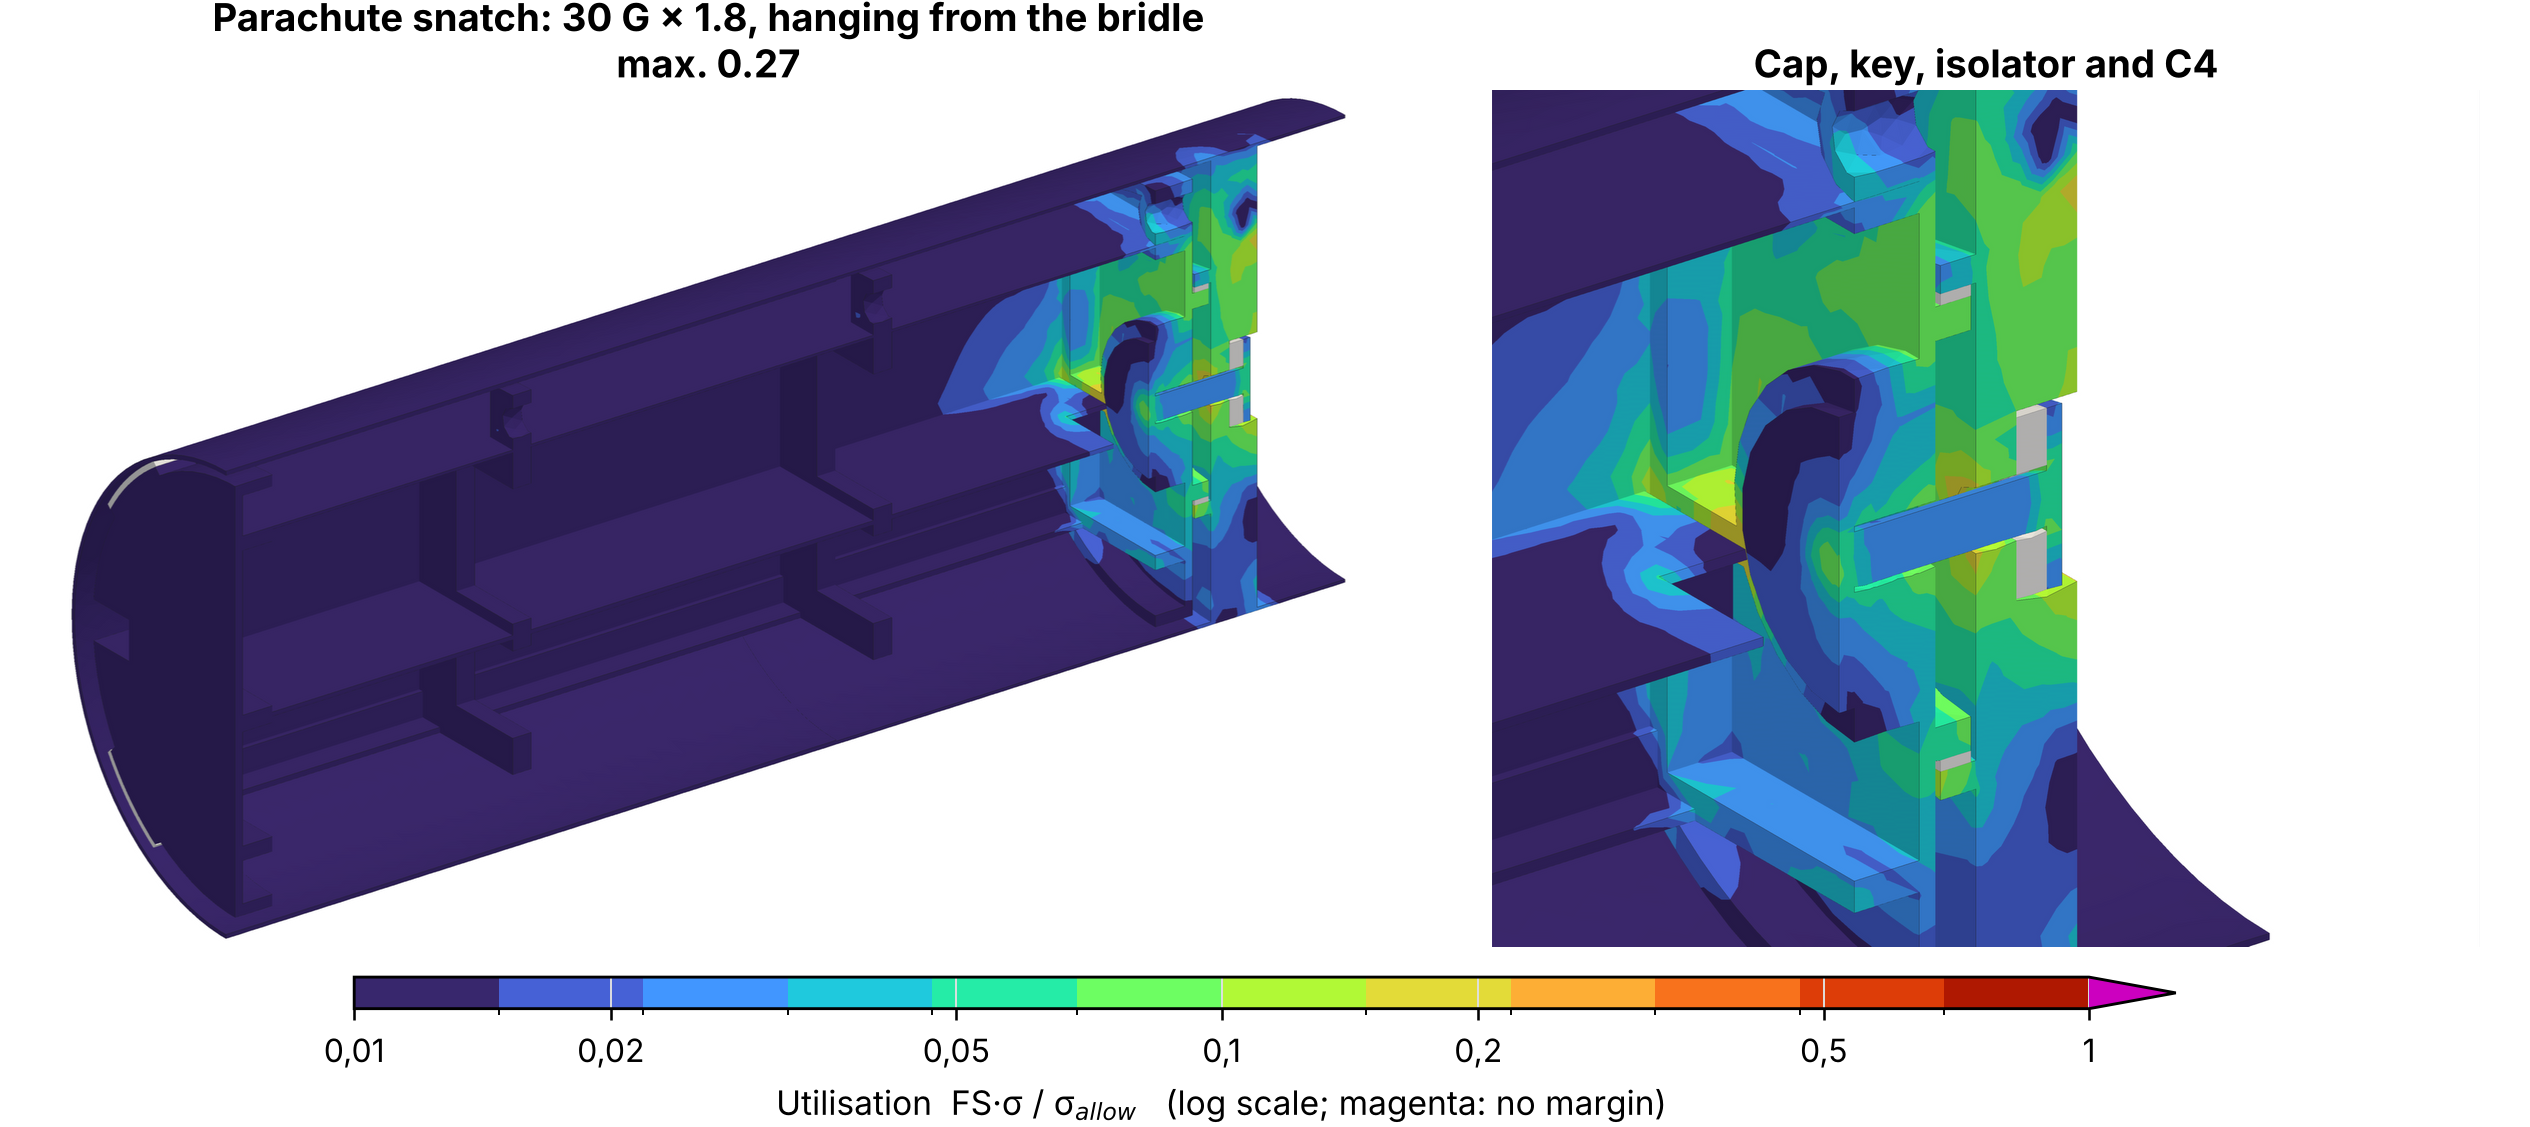 Parachute snatch: 30 G × 1.8, hanging from the bridle
max. 0.27
Cap, key, isolator and C4
0,01 0,02 0,05 0,1 0,2 0,5 1
Utilisation FS·σ / σallow (log scale; magenta: no margin)